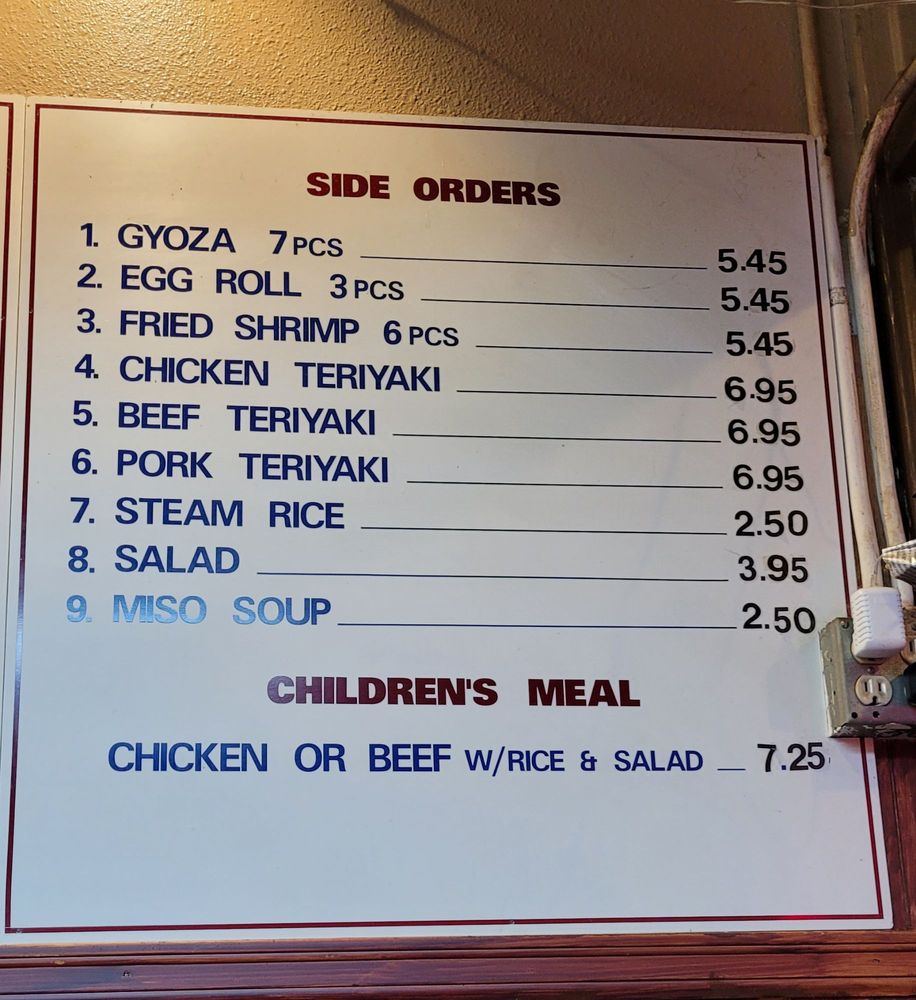 SIDE ORDERS
1. GYOZA 7 PCS 5.45
2. EGG ROLL 3 PCS 5.45
3. FRIED SHRIMP 6 PCS 5.45
4. CHICKEN TERIYAKI 6.95
5. BEEF TERIYAKI 6.95
6. PORK TERIYAKI 6.95
7. STEAM RICE 2.50
8. SALAD 3.95
9. MISO SOUP 2.50
CHILDREN'S MEAL
CHICKEN OR BEEF W/RICE & SALAD 7.25